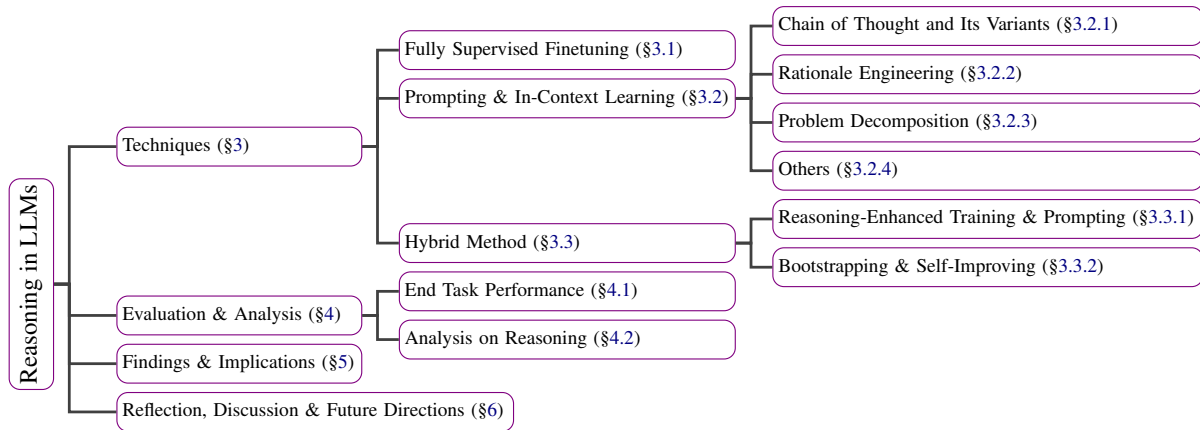 Reasoning in LLMs
Techniques (§3)
Fully Supervised Finetuning (§3.1)
Prompting & In-Context Learning (§3.2)
Chain of Thought and Its Variants (§3.2.1)
Rationale Engineering (§3.2.2)
Problem Decomposition (§3.2.3)
Others (§3.2.4)
Hybrid Method (§3.3)
Reasoning-Enhanced Training & Prompting (§3.3.1)
Bootstrapping & Self-Improving (§3.3.2)
Evaluation & Analysis (§4)
End Task Performance (§4.1)
Analysis on Reasoning (§4.2)
Findings & Implications (§5)
Reflection, Discussion & Future Directions (§6)